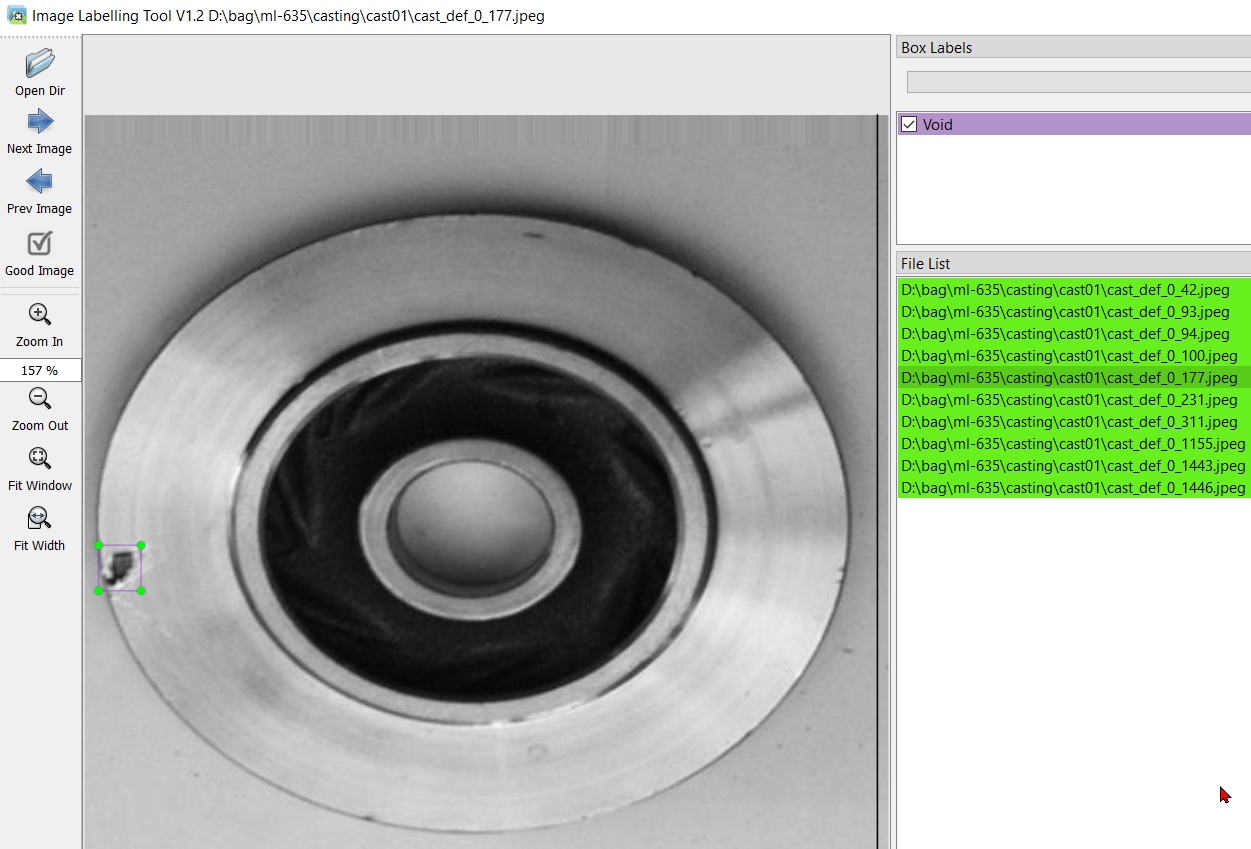 Image Labelling Tool V1.2 D:\bag\ml-635\casting\cast01\cast_def_0_177.jpeg
Open Dir
Next Image
Prev Image
Good Image
Zoom In
157 %
Zoom Out
Fit Window
Fit Width
Box Labels
Void
File List
D:\bag\ml-635\casting\cast01\cast_def_0_42.jpeg
D:\bag\ml-635\casting\cast01\cast_def_0_93.jpeg
D:\bag\ml-635\casting\cast01\cast_def_0_94.jpeg
D:\bag\ml-635\casting\cast01\cast_def_0_100.jpeg
D:\bag\ml-635\casting\cast01\cast_def_0_177.jpeg
D:\bag\ml-635\casting\cast01\cast_def_0_231.jpeg
D:\bag\ml-635\casting\cast01\cast_def_0_311.jpeg
D:\bag\ml-635\casting\cast01\cast_def_0_1155.jpeg
D:\bag\ml-635\casting\cast01\cast_def_0_1443.jpeg
D:\bag\ml-635\casting\cast01\cast_def_0_1446.jpeg